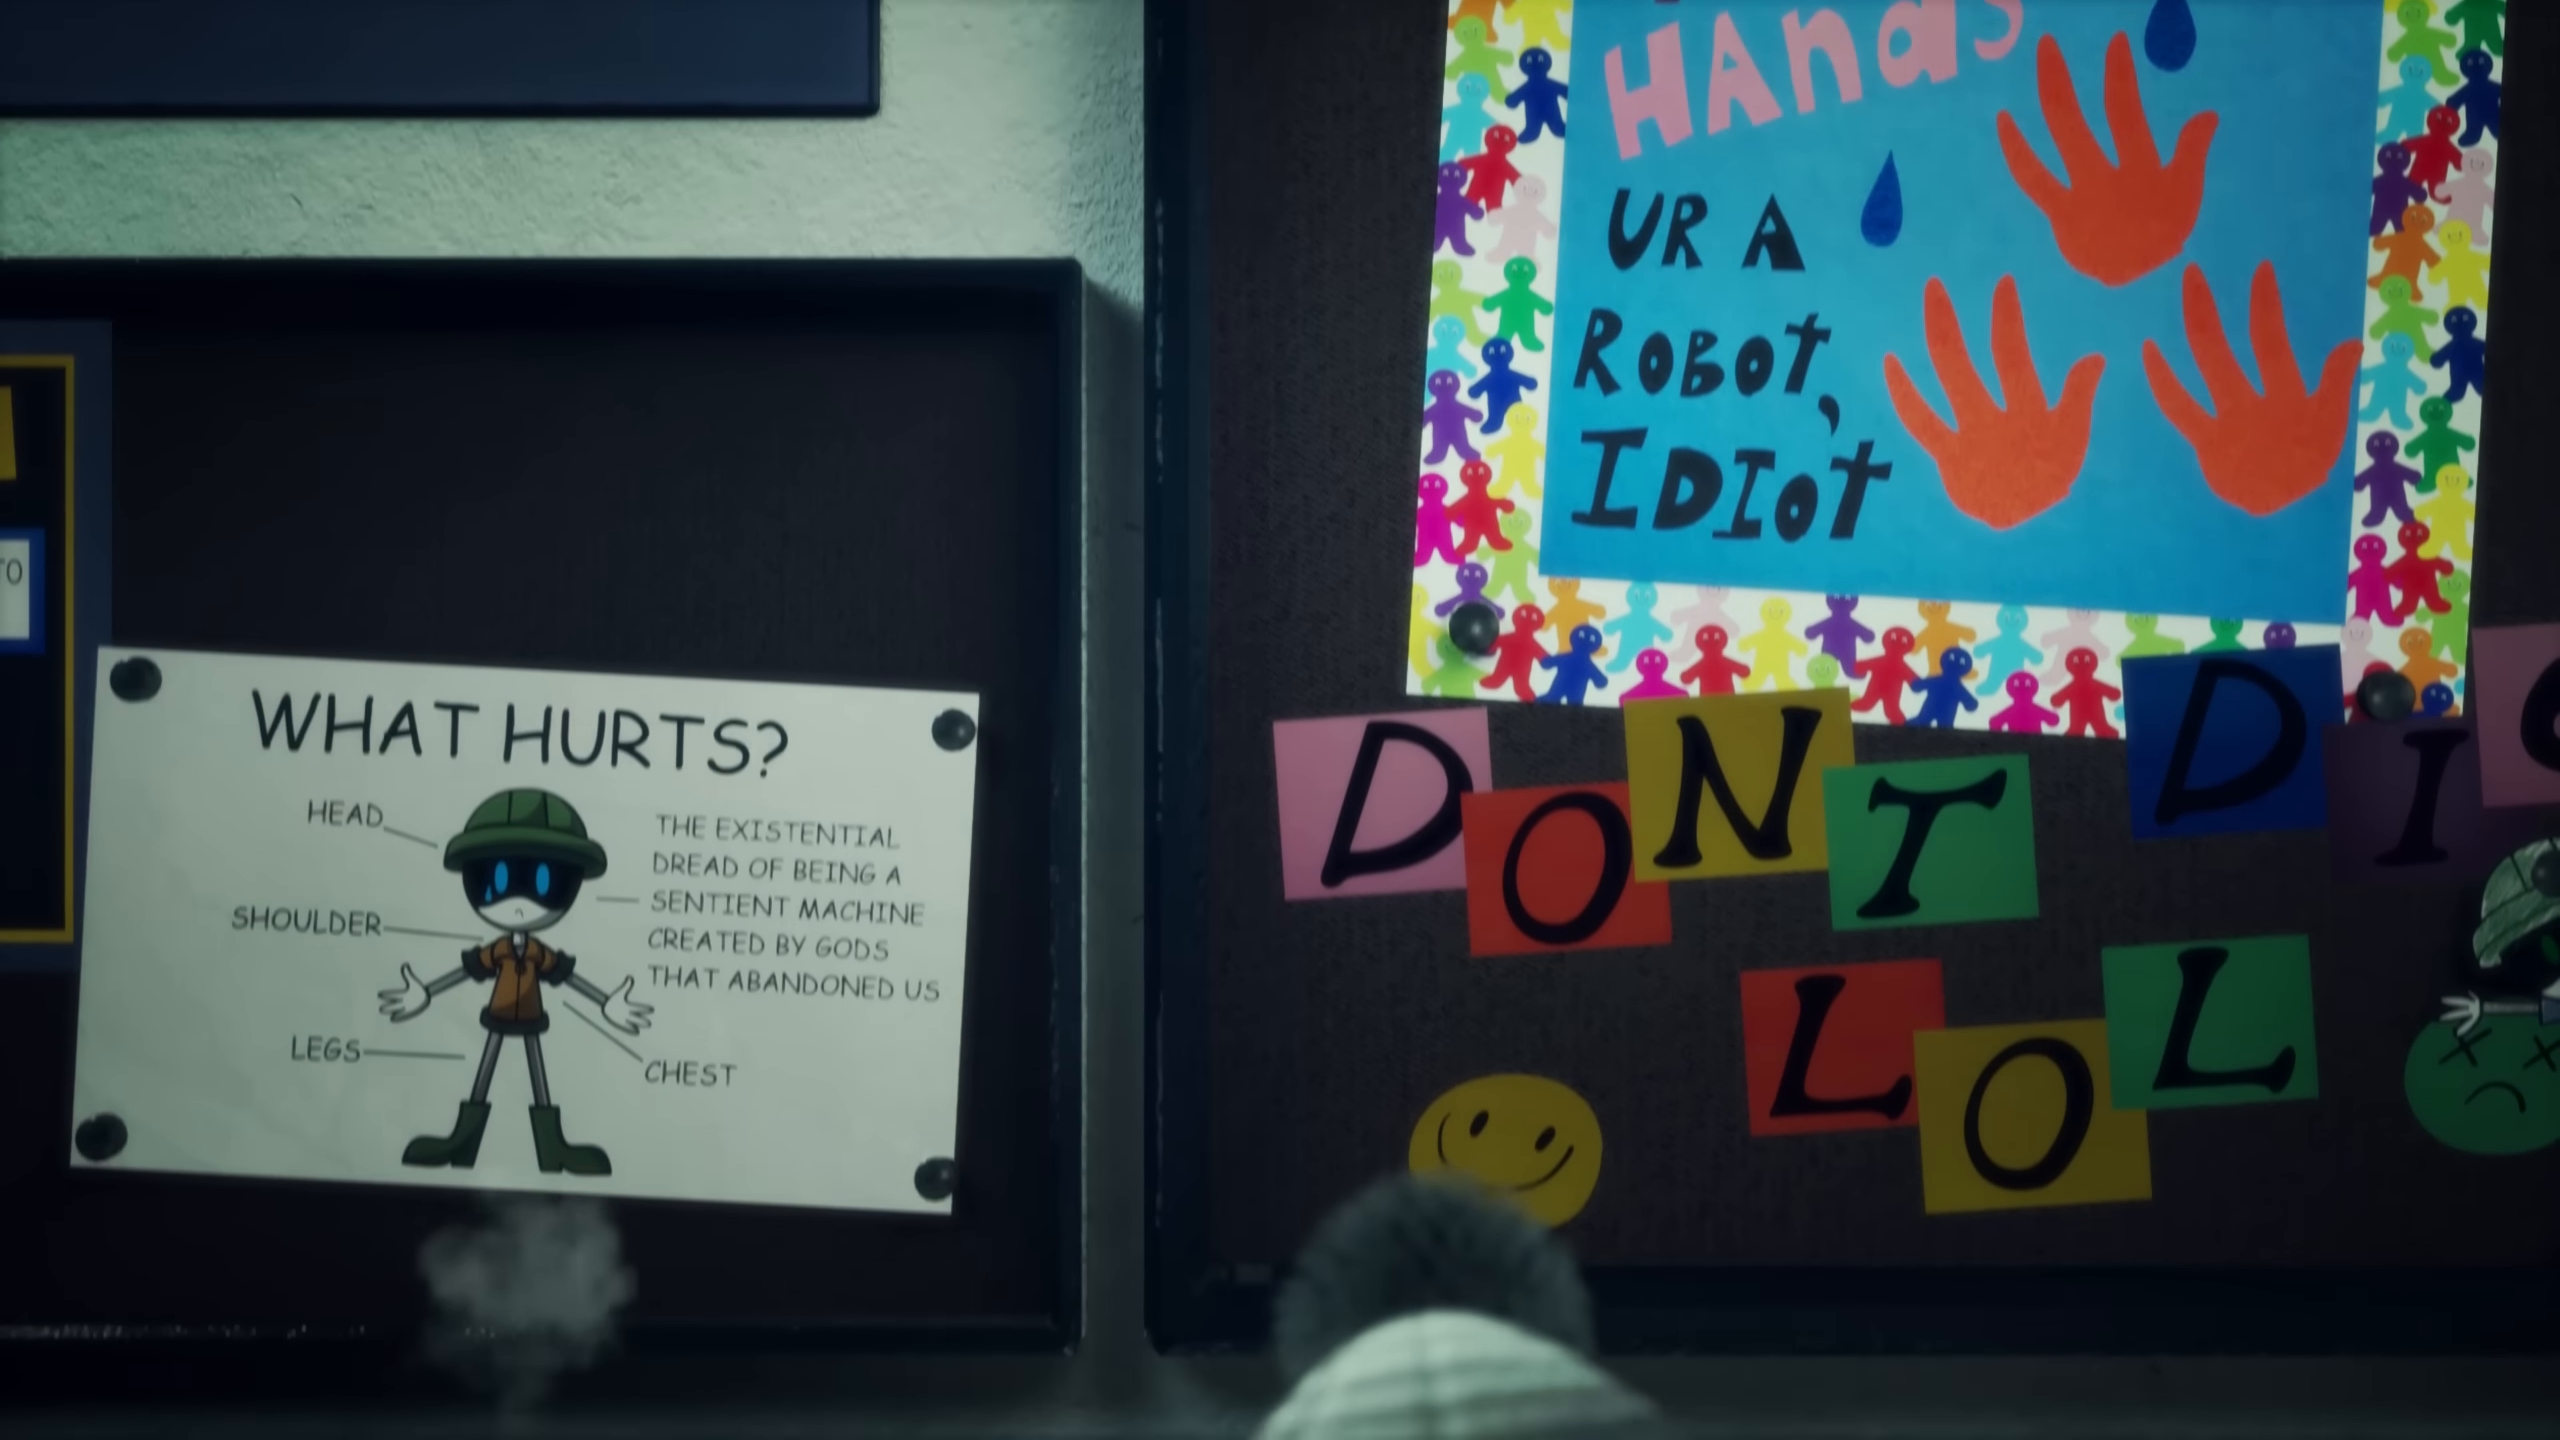 TO
WHAT HURTS?
HEAD
THE EXISTENTIAL
DREAD OF BEING A
SENTIENT MACHINE
CREATED BY GODS
THAT ABANDONED US
SHOULDER
LEGS
CHEST
HAndS
UR A
ROBOT,
IDIOT
DONT DI
LOL